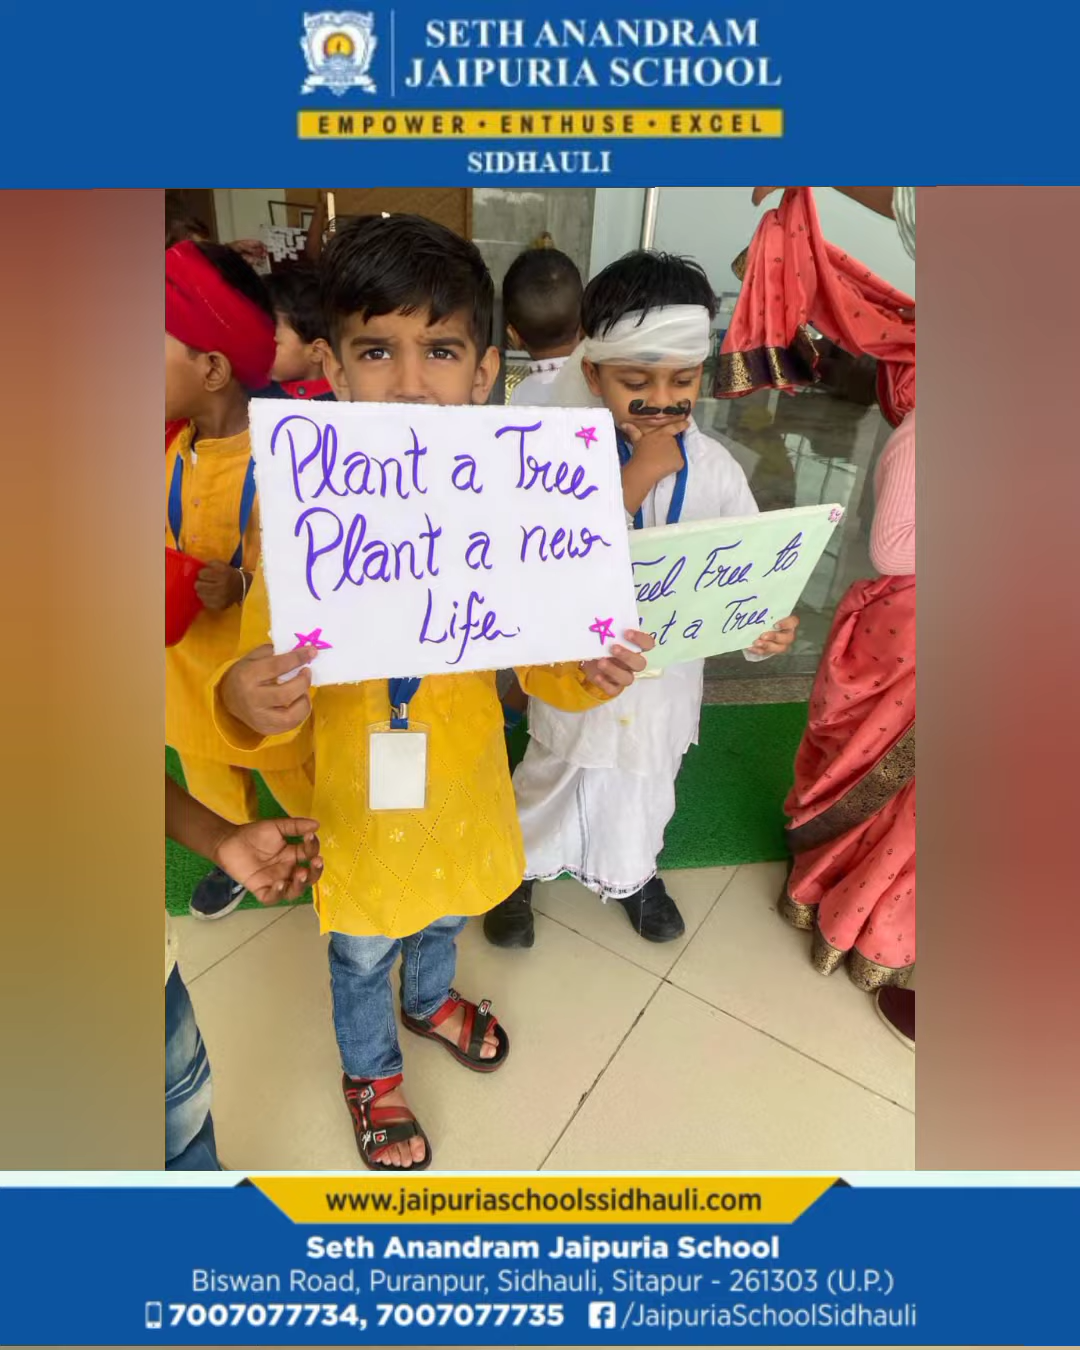 SETH ANANDRAM
JAIPURIA SCHOOL
EMPOWER • ENTHUSE • EXCEL
SIDHAULI
Plant a Tree
Plant a new
Life.
Feel Free to
a Tree.
www.jaipuriaschoolssidhauli.com
Seth Anandram Jaipuria School
Biswan Road, Puranpur, Sidhauli, Sitapur - 261303 (U.P.)
7007077734, 7007077735 /JaipuriaSchoolSidhauli